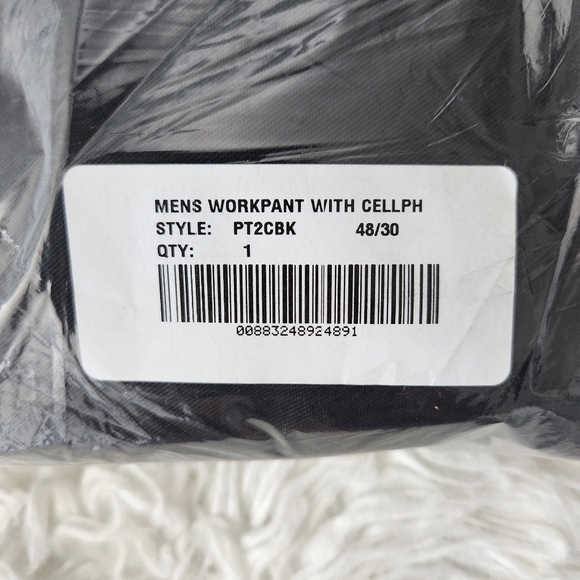 MENS WORKPANT WITH CELLPH
STYLE: PT2CBK 48/30
QTY: 1
00883248924891